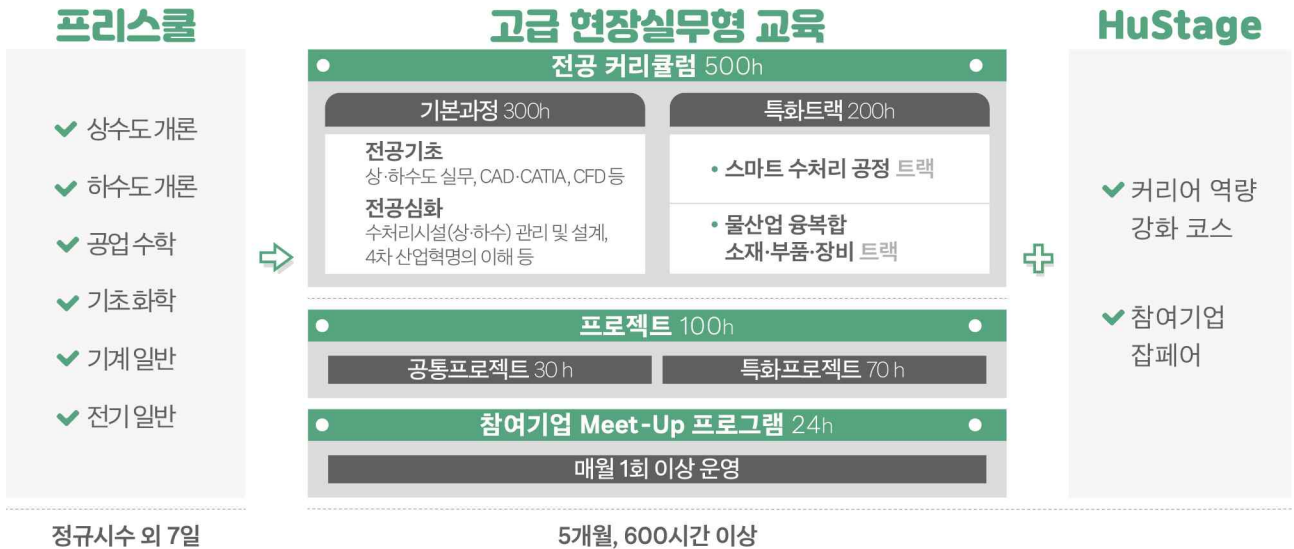 프리스쿨
상수도 개론
하수도 개론
공업 수학
기초 화학
기계 일반
전기 일반
정규시수 외 7일
고급 현장실무형 교육
전공 커리큘럼 500h
기본과정 300h
전공기초
상·하수도 실무, CAD·CATIA, CFD 등
전공심화
수처리시설(상·하수) 관리 및 설계,
4차 산업혁명의 이해 등
특화트랙 200h
• 스마트 수처리 공정 트랙
• 물산업 융복합
소재·부품·장비 트랙
프로젝트 100h
공통프로젝트 30 h
특화프로젝트 70 h
참여기업 Meet-Up 프로그램 24h
매월 1회 이상 운영
5개월, 600시간 이상
HuStage
커리어 역량
강화 코스
참여기업
잡페어